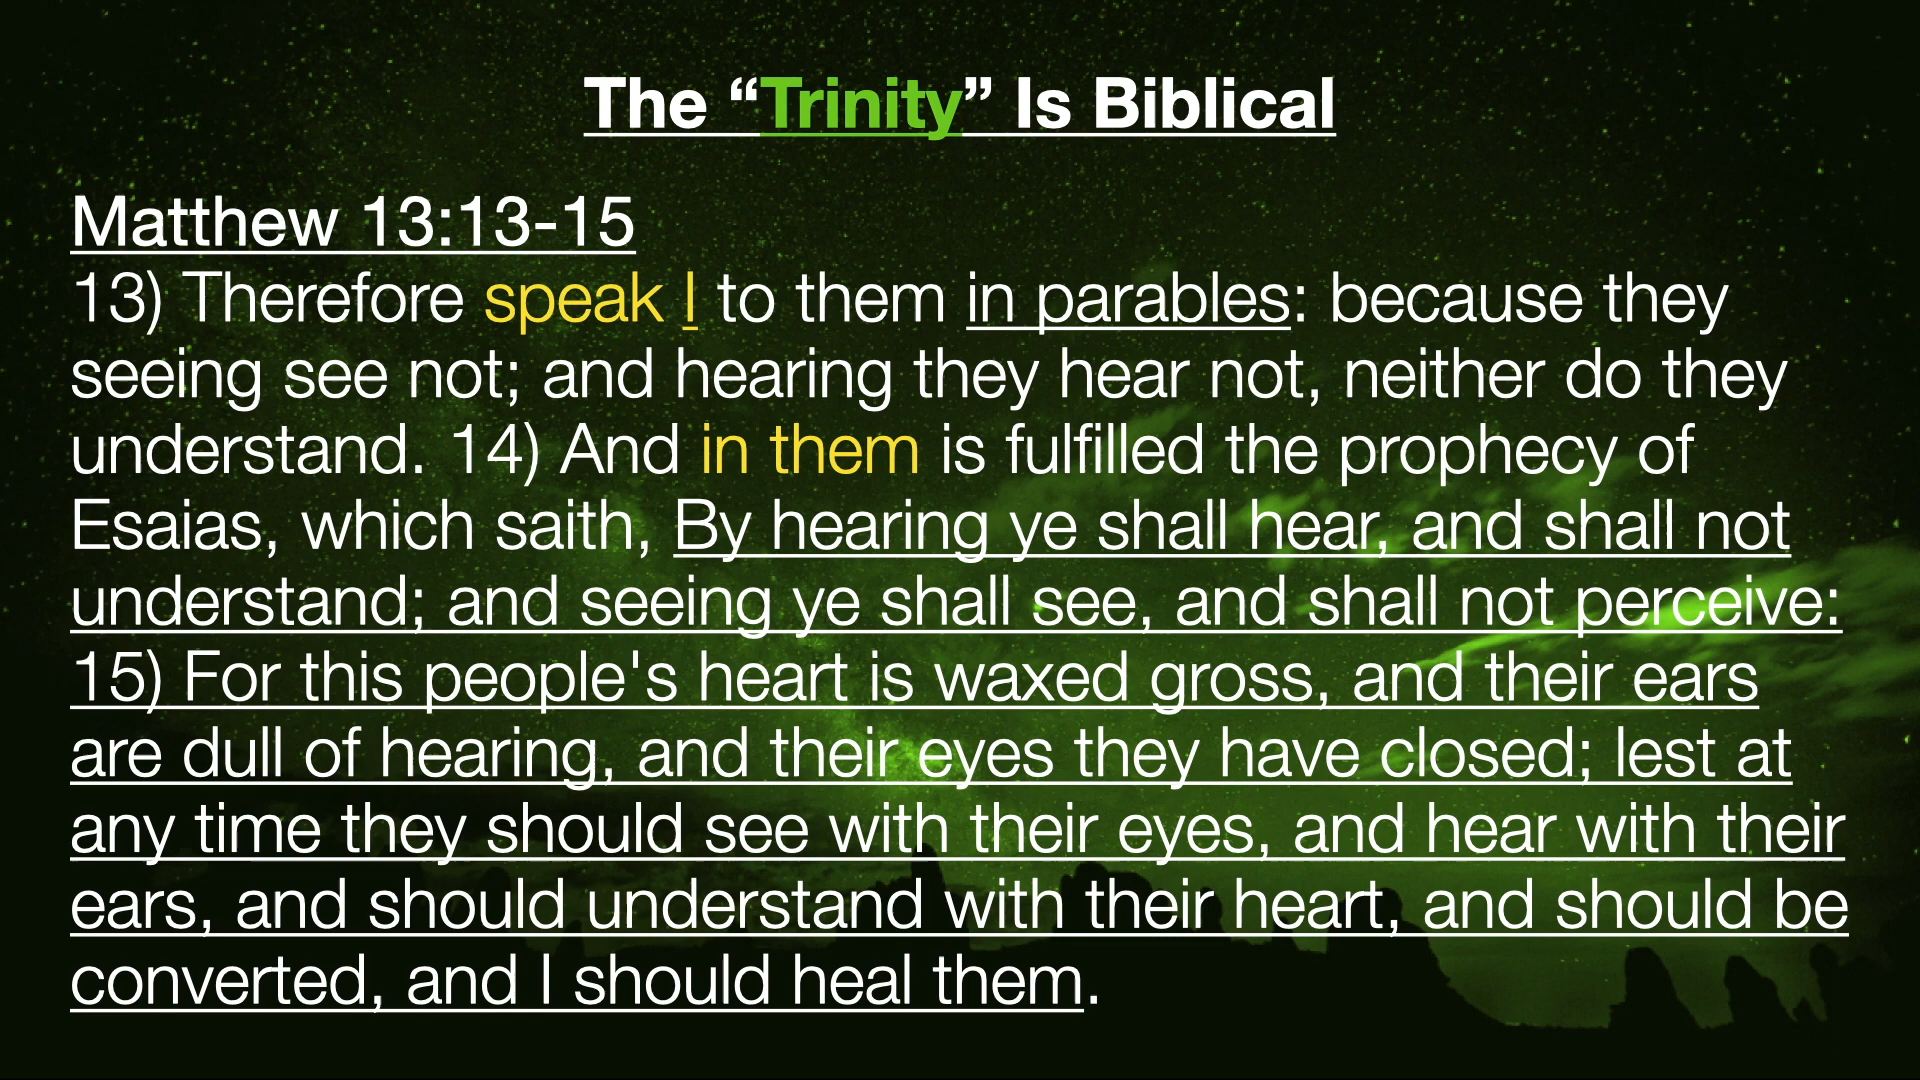 The “Trinity” Is Biblical
Matthew 13:13-15
13) Therefore speak I to them in parables: because they
seeing see not; and hearing they hear not, neither do they
understand. 14) And in them is fulfilled the prophecy of
Esaias, which saith, By hearing ye shall hear, and shall not
understand; and seeing ye shall see, and shall not perceive:
15) For this people's heart is waxed gross, and their ears
are dull of hearing, and their eyes they have closed; lest at
any time they should see with their eyes, and hear with their
ears, and should understand with their heart, and should be
converted, and I should heal them.